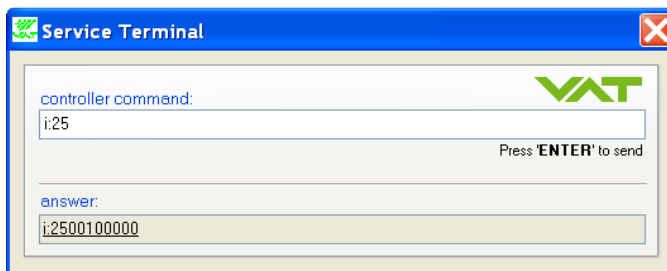 Service Terminal
VAT
controller command:
i:25
Press 'ENTER' to send
answer:
i:2500100000